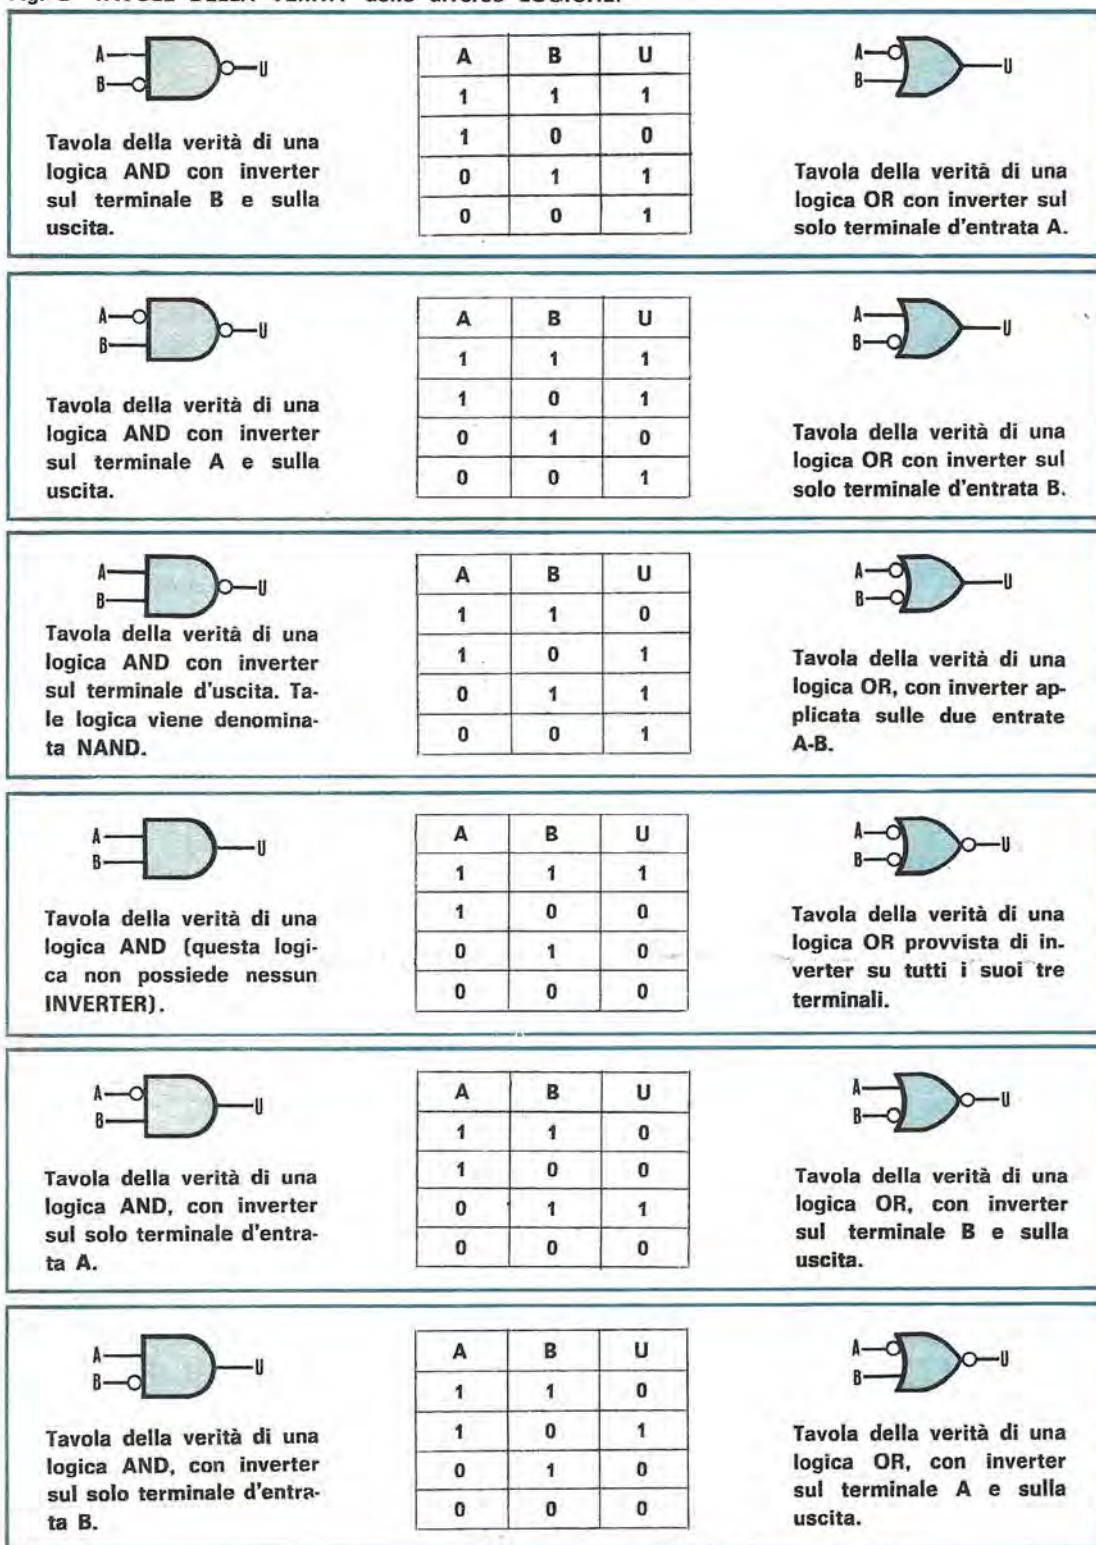 A
B
U
Tavola della verità di una
logica AND con inverter
sul terminale B e sulla
uscita.
A B U
1 1 1
1 0 0
0 1 1
0 0 1
A
B
U
Tavola della verità di una
logica OR con inverter sul
solo terminale d'entrata A.
A
B
U
Tavola della verità di una
logica AND con inverter
sul terminale A e sulla
uscita.
A B U
1 1 1
1 0 1
0 1 0
0 0 1
A
B
U
Tavola della verità di una
logica OR con inverter sul
solo terminale d'entrata B.
A
B
U
Tavola della verità di una
logica AND con inverter
sul terminale d'uscita. Ta-
le logica viene denomina-
ta NAND.
A B U
1 1 0
1 0 1
0 1 1
0 0 1
A
B
U
Tavola della verità di una
logica OR, con inverter ap-
plicata sulle due entrate
A-B.
A
B
U
Tavola della verità di una
logica AND (questa logi-
ca non possiede nessun
INVERTER).
A B U
1 1 1
1 0 0
0 1 0
0 0 0
A
B
U
Tavola della verità di una
logica OR provvista di in-
verter su tutti i suoi tre
terminali.
A
B
U
Tavola della verità di una
logica AND, con inverter
sul solo terminale d'entra-
ta A.
A B U
1 1 0
1 0 0
0 1 1
0 0 0
A
B
U
Tavola della verità di una
logica OR, con inverter
sul terminale B e sulla
uscita.
A
B
U
Tavola della verità di una
logica AND, con inverter
sul solo terminale d'entra-
ta B.
A B U
1 1 0
1 0 1
0 1 0
0 0 0
A
B
U
Tavola della verità di una
logica OR, con inverter
sul terminale A e sulla
uscita.